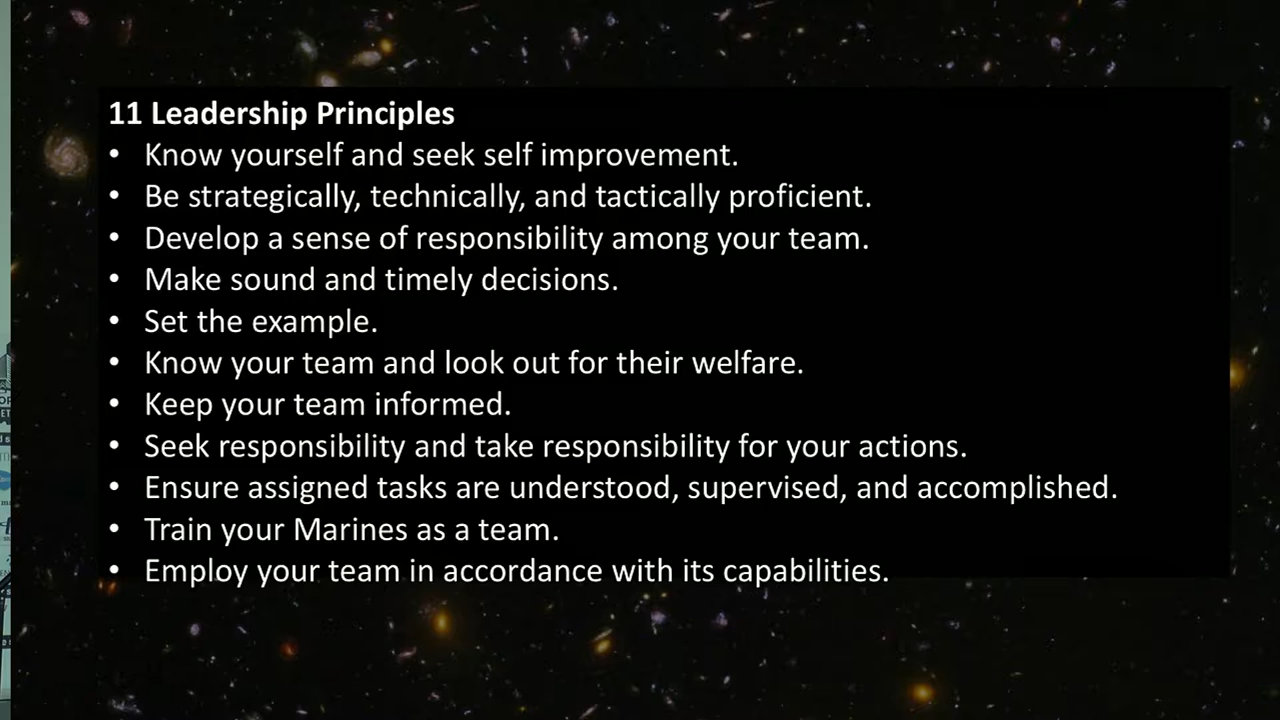 11 Leadership Principles
• Know yourself and seek self improvement.
• Be strategically, technically, and tactically proficient.
• Develop a sense of responsibility among your team.
• Make sound and timely decisions.
• Set the example.
• Know your team and look out for their welfare.
• Keep your team informed.
• Seek responsibility and take responsibility for your actions.
• Ensure assigned tasks are understood, supervised, and accomplished.
• Train your Marines as a team.
• Employ your team in accordance with its capabilities.